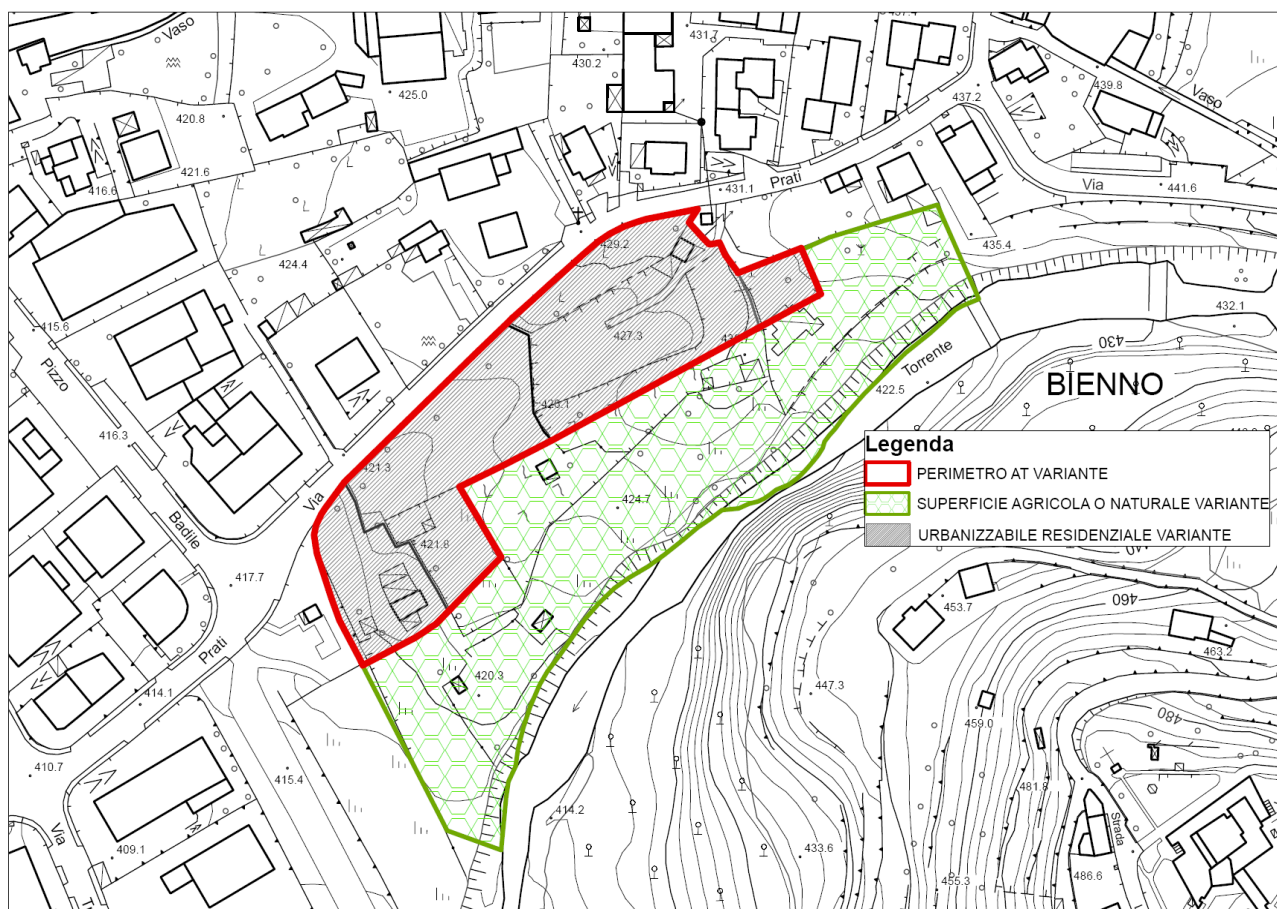 Vaso
431.7
437.4
430.2
425.0
439.8
Vaso
437.2
420.8
421.6
416.6
Prati
431.1
Via
441.6
429.2
435.4
424.4
432.1
427.3
430
Torrente
422.5
BIENNO
415.6
Pizzo
416.3
421.3
Via
424.7
Legenda
PERIMETRO AT VARIANTE
SUPERFICIE AGRICOLA O NATURALE VARIANTE
URBANIZZABILE RESIDENZIALE VARIANTE
Badile
421.6
417.7
453.7
460
463.2
Prati
420.3
414.1
447.3
459.0
480
410.7
415.4
414.2
481.8
Via
409.1
433.6
Strada
455.3
486.6